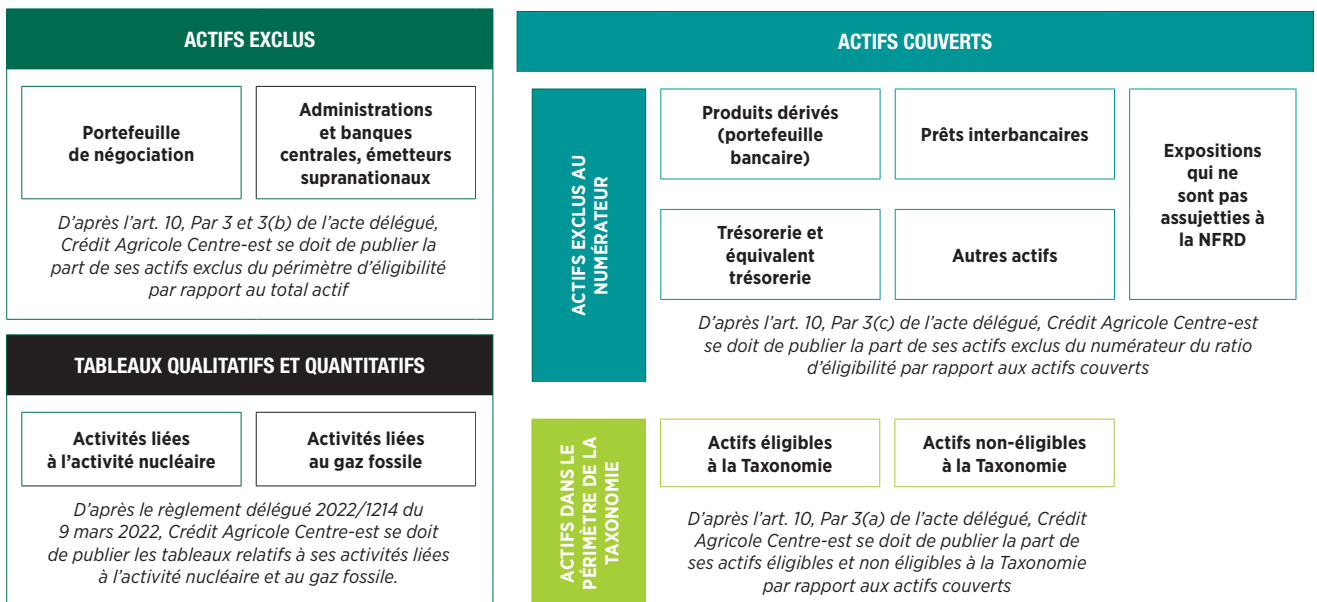 ACTIFS EXCLUS
Portefeuille
de négociation
Administrations
et banques
centrales, émetteurs
supranationaux
D'après l'art. 10, Par 3 et 3(b) de l'acte délégué,
Crédit Agricole Centre-est se doit de publier la
part de ses actifs exclus du périmètre d'éligibilité
par rapport au total actif
TABLEAUX QUALITATIFS ET QUANTITATIFS
Activités liées
à l'activité nucléaire
Activités liées
au gaz fossile
D'après le règlement délégué 2022/1214 du
9 mars 2022, Crédit Agricole Centre-est se doit
de publier les tableaux relatifs à ses activités liées
à l'activité nucléaire et au gaz fossile.
ACTIFS COUVERTS
ACTIFS EXCLUS AU
NUMÉRATEUR
Produits dérivés
(portefeuille
bancaire)
Prêts interbancaires
Expositions
qui ne
sont pas
assujetties à
la NFRD
Trésorerie et
équivalent
trésorerie
Autres actifs
D'après l'art. 10, Par 3(c) de l'acte délégué, Crédit Agricole Centre-est
se doit de publier la part de ses actifs exclus du numérateur du ratio
d'éligibilité par rapport aux actifs couverts
ACTIFS DANS LE
PÉRIMÈTRE DE LA
TAXONOMIE
Actifs éligibles
à la Taxonomie
Actifs non-éligibles
à la Taxonomie
D'après l'art. 10, Par 3(a) de l'acte délégué, Crédit
Agricole Centre-est se doit de publier la part de
ses actifs éligibles et non éligibles à la Taxonomie
par rapport aux actifs couverts